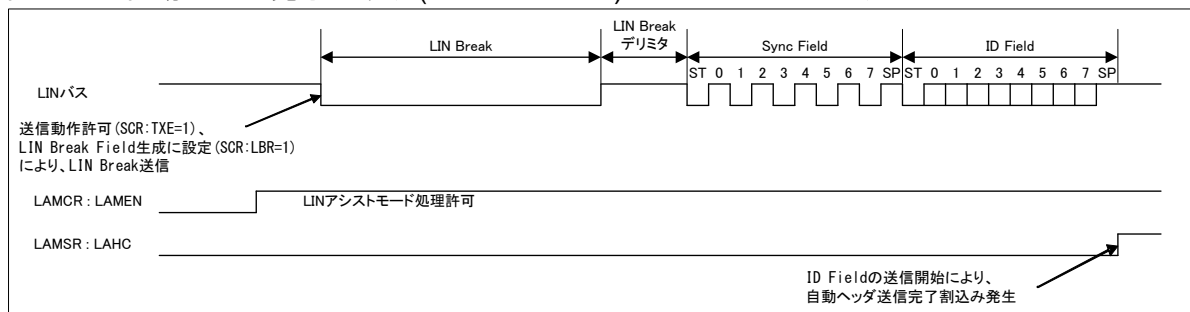 LIN Break
LIN Break
デリミタ
Sync Field
ID Field
ST 0 1 2 3 4 5 6 7 SP ST 0 1 2 3 4 5 6 7 SP
LINバス
送信動作許可(SCR:TXE=1)、
LIN Break Field生成に設定(SCR:LBR=1)
により、LIN Break送信
LAMCR : LAMEN
LINアシストモード処理許可
LAMSR : LAHC
ID Fieldの送信開始により、
自動ヘッダ送信完了割込み発生